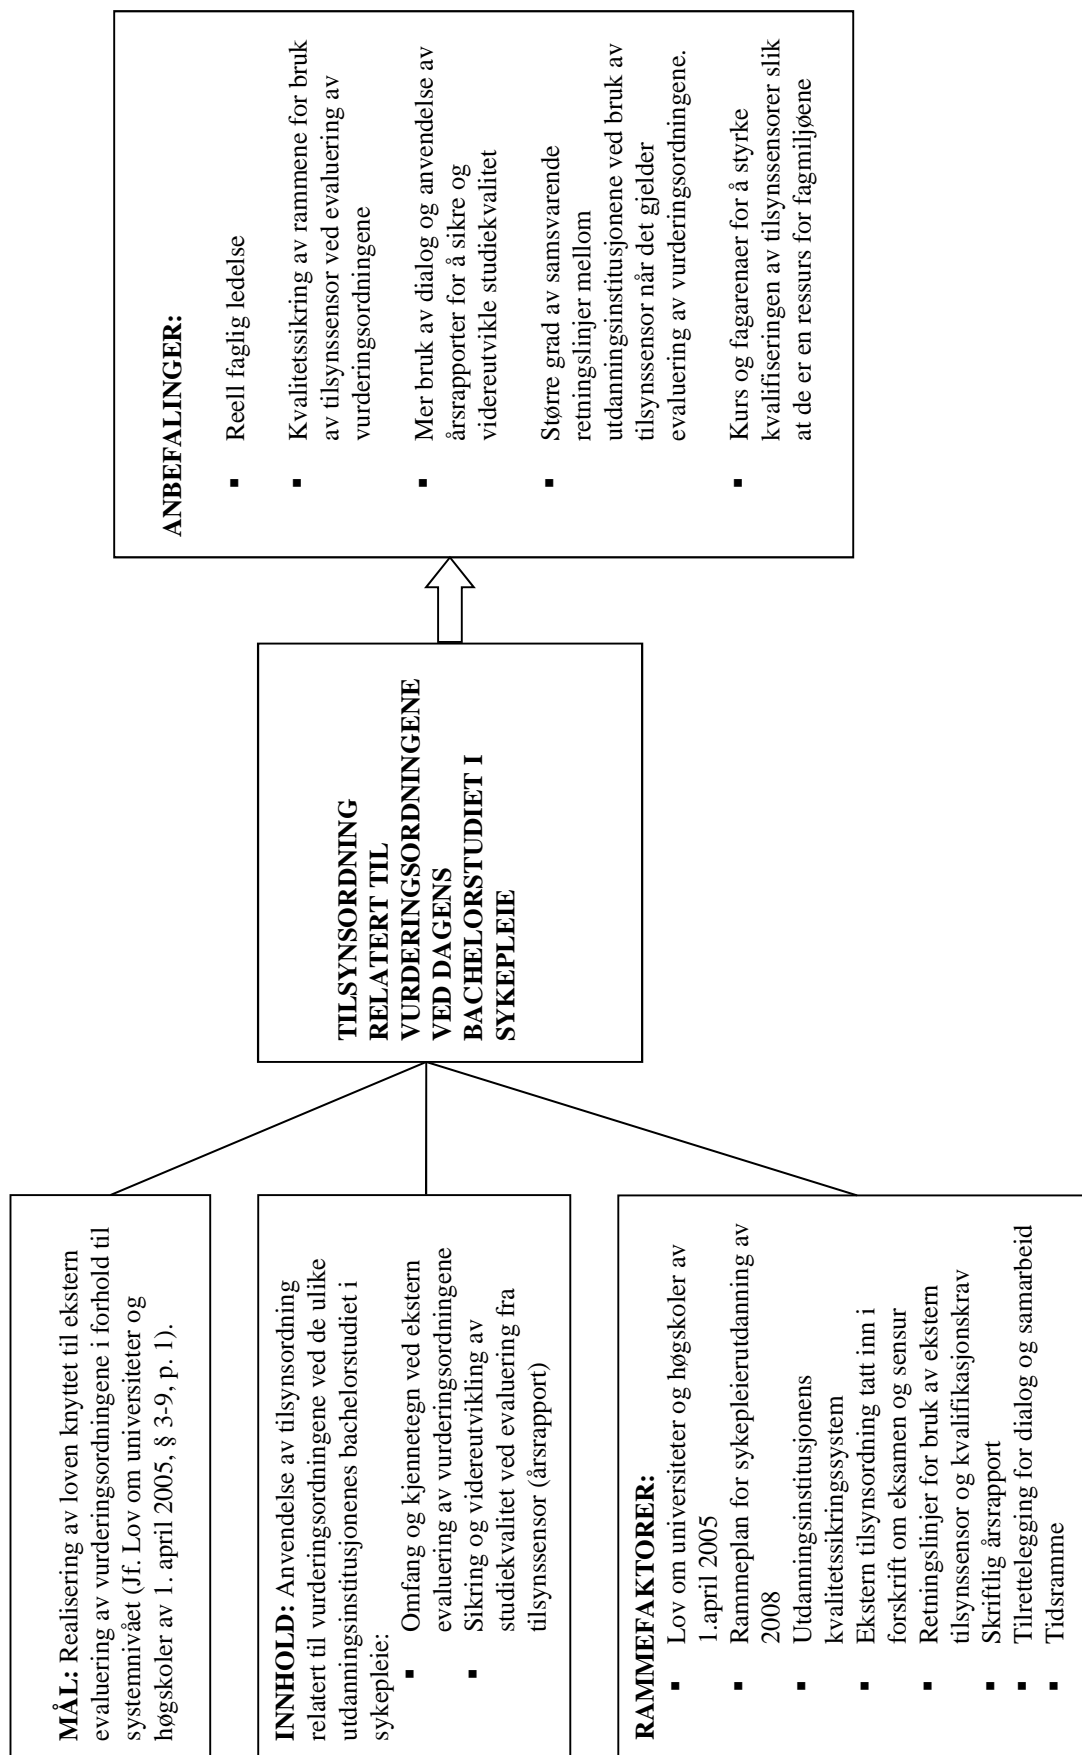 MÅL: Realisering av loven knyttet til ekstern
evaluering av vurderingsordningene i forhold til
systemnivået (Jf. Lov om universiteter og
høgskoler av 1. april 2005, § 3-9, p. 1).
INNHOLD: Anvendelse av tilsynsordning
relatert til vurderingsordningene ved de ulike
utdanningsinstitusjonenes bachelorstudiet i
sykepleie:
▪ Omfang og kjennetegn ved ekstern
evaluering av vurderingsordningene
▪ Sikring og videreutvikling av
studiekvalitet ved evaluering fra
tilsynssensor (årsrapport)
RAMMEFAKTORER:
▪ Lov om universiteter og høgskoler av
1.april 2005
▪ Rammeplan for sykepleierutdanning av
2008
▪ Utdanningsinstitusjonens
kvalitetssikringssystem
▪ Ekstern tilsynsordning tatt inn i
forskrift om eksamen og sensur
▪ Retningslinjer for bruk av ekstern
tilsynssensor og kvalifikasjonskrav
▪ Skriftlig årsrapport
▪ Tilrettelegging for dialog og samarbeid
▪ Tidsramme
TILSYNSORDNING
RELATERT TIL
VURDERINGSORDNINGENE
VED DAGENS
BACHELORSTUDIET I
SYKEPLEIE
ANBEFALINGER:
▪ Reell faglig ledelse
▪ Kvalitetssikring av rammene for bruk
av tilsynssensor ved evaluering av
vurderingsordningene
▪ Mer bruk av dialog og anvendelse av
årsrapporter for å sikre og
videreutvikle studiekvalitet
▪ Større grad av samsvarende
retningslinjer mellom
utdanningsinstitusjonene ved bruk av
tilsynssensor når det gjelder
evaluering av vurderingsordningene.
▪ Kurs og fagarenaer for å styrke
kvalifiseringen av tilsynssensorer slik
at de er en ressurs for fagmiljøene